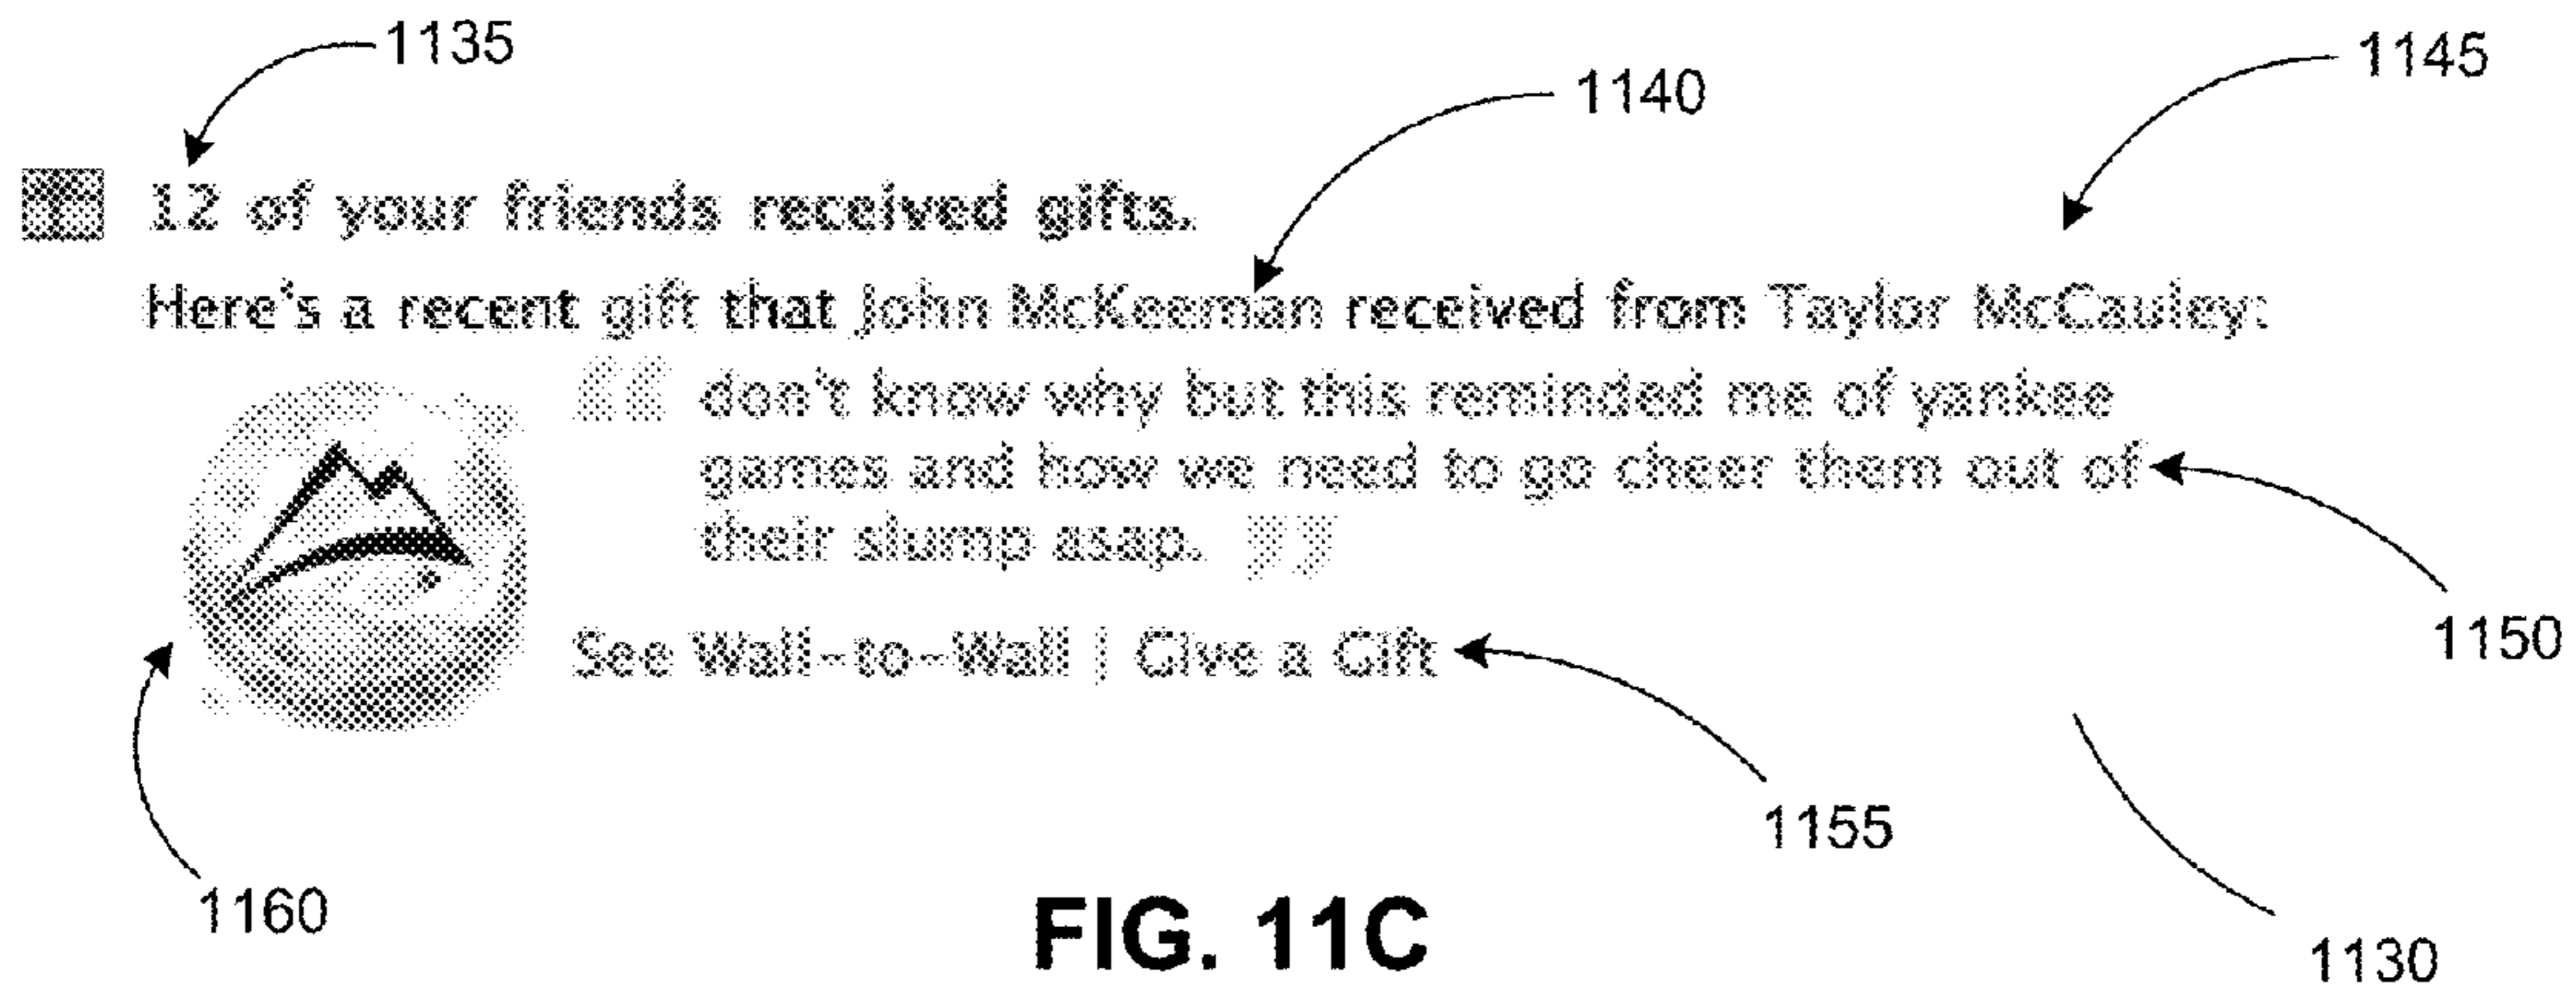 1135
1140
1145
12 of your friends received gifts.
Here's a recent gift that John McKeeman received from Taylor McCauley:
“ don't know why but this reminded me of yankee
games and how we need to go cheer them out of
their slump asap. ”
1150
See Wall-to-Wall | Give a Gift
1155
1160
FIG. 11C
1130